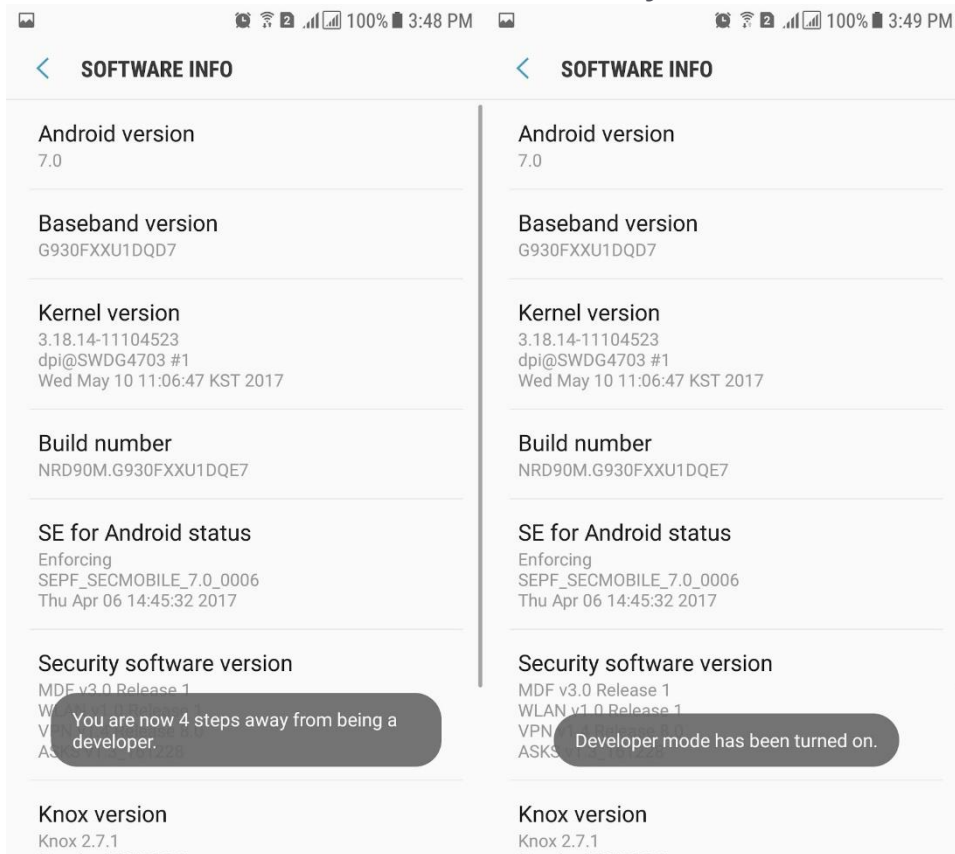 100% 3:48 PM
SOFTWARE INFO
Android version
7.0
Baseband version
G930FXXU1DQD7
Kernel version
3.18.14-11104523
dpi@SWDG4703 #1
Wed May 10 11:06:47 KST 2017
Build number
NRD90M.G930FXXU1DQE7
SE for Android status
Enforcing
SEPF_SECMOBILE_7.0_0006
Thu Apr 06 14:45:32 2017
Security software version
MDF v3.0 Release 1
You are now 4 steps away from being a
developer.
Knox version
Knox 2.7.1
2 100% 3:49 PM
SOFTWARE INFO
Android version
7.0
Baseband version
G930FXXU1DQD7
Kernel version
3.18.14-11104523
dpi@SWDG4703 #1
Wed May 10 11:06:47 KST 2017
Build number
NRD90M.G930FXXU1DQE7
SE for Android status
Enforcing
SEPF_SECMOBILE_7.0_0006
Thu Apr 06 14:45:32 2017
Security software version
MDF v3.0 Release 1
WLAN v1.0 Release 1
VPN
ASKS
Developer mode has been turned on.
Knox version
Knox 2.7.1